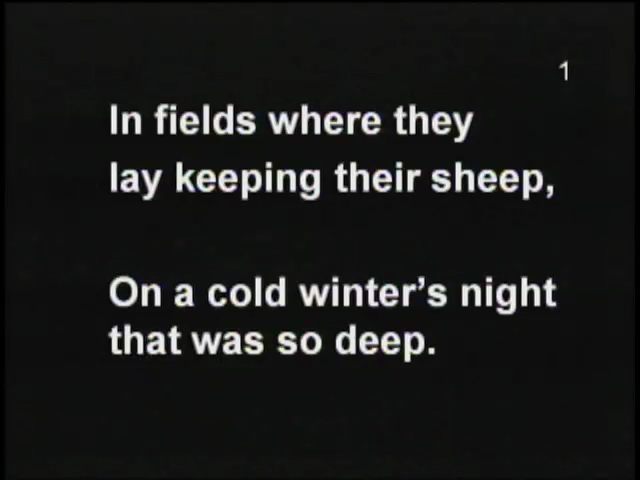 1
In fields where they
lay keeping their sheep,
On a cold winter’s night
that was so deep.